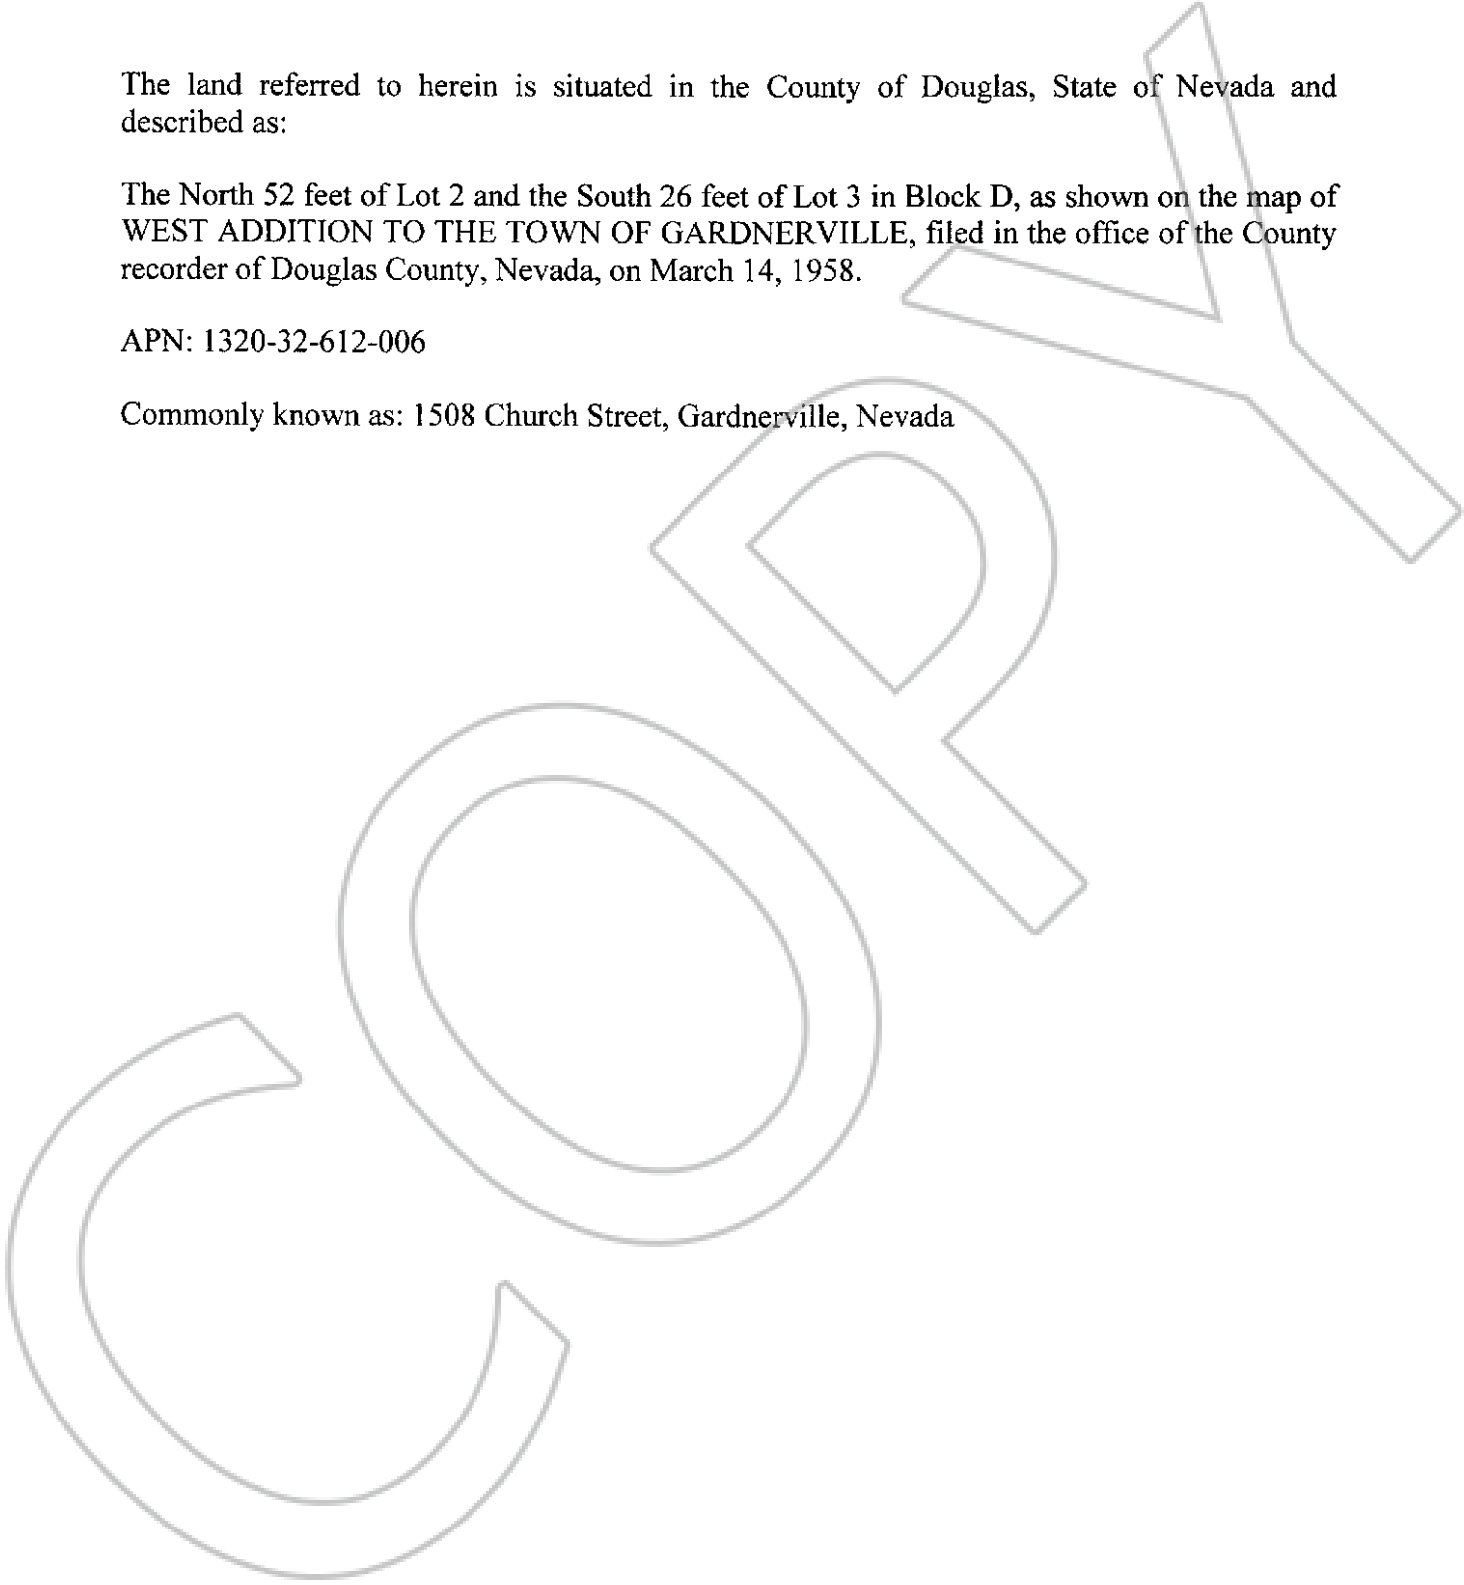 The land referred to herein is situated in the County of Douglas, State of Nevada and
described as:
The North 52 feet of Lot 2 and the South 26 feet of Lot 3 in Block D, as shown on the map of
WEST ADDITION TO THE TOWN OF GARDNERVILLE, filed in the office of the County
recorder of Douglas County, Nevada, on March 14, 1958.
APN: 1320-32-612-006
Commonly known as: 1508 Church Street, Gardnerville, Nevada
COPY